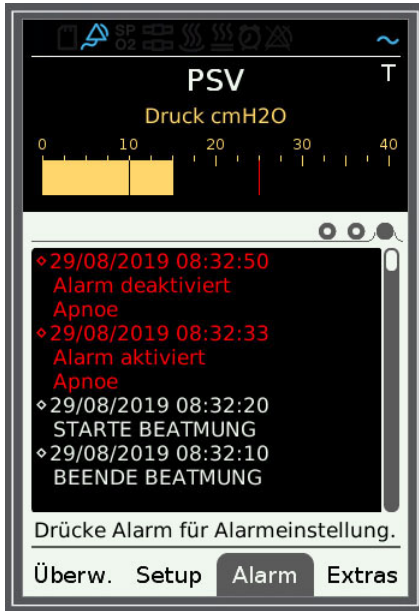 SP
O2
PSV
T
Druck cmH2O
0 10 20 30 40
⋄29/08/2019 08:32:50
Alarm deaktiviert
Apnoe
⋄29/08/2019 08:32:33
Alarm aktiviert
Apnoe
⋄29/08/2019 08:32:20
STARTE BEATMUNG
⋄29/08/2019 08:32:10
BEENDE BEATMUNG
Drücke Alarm für Alarmeinstellung.
Überw. Setup Alarm Extras